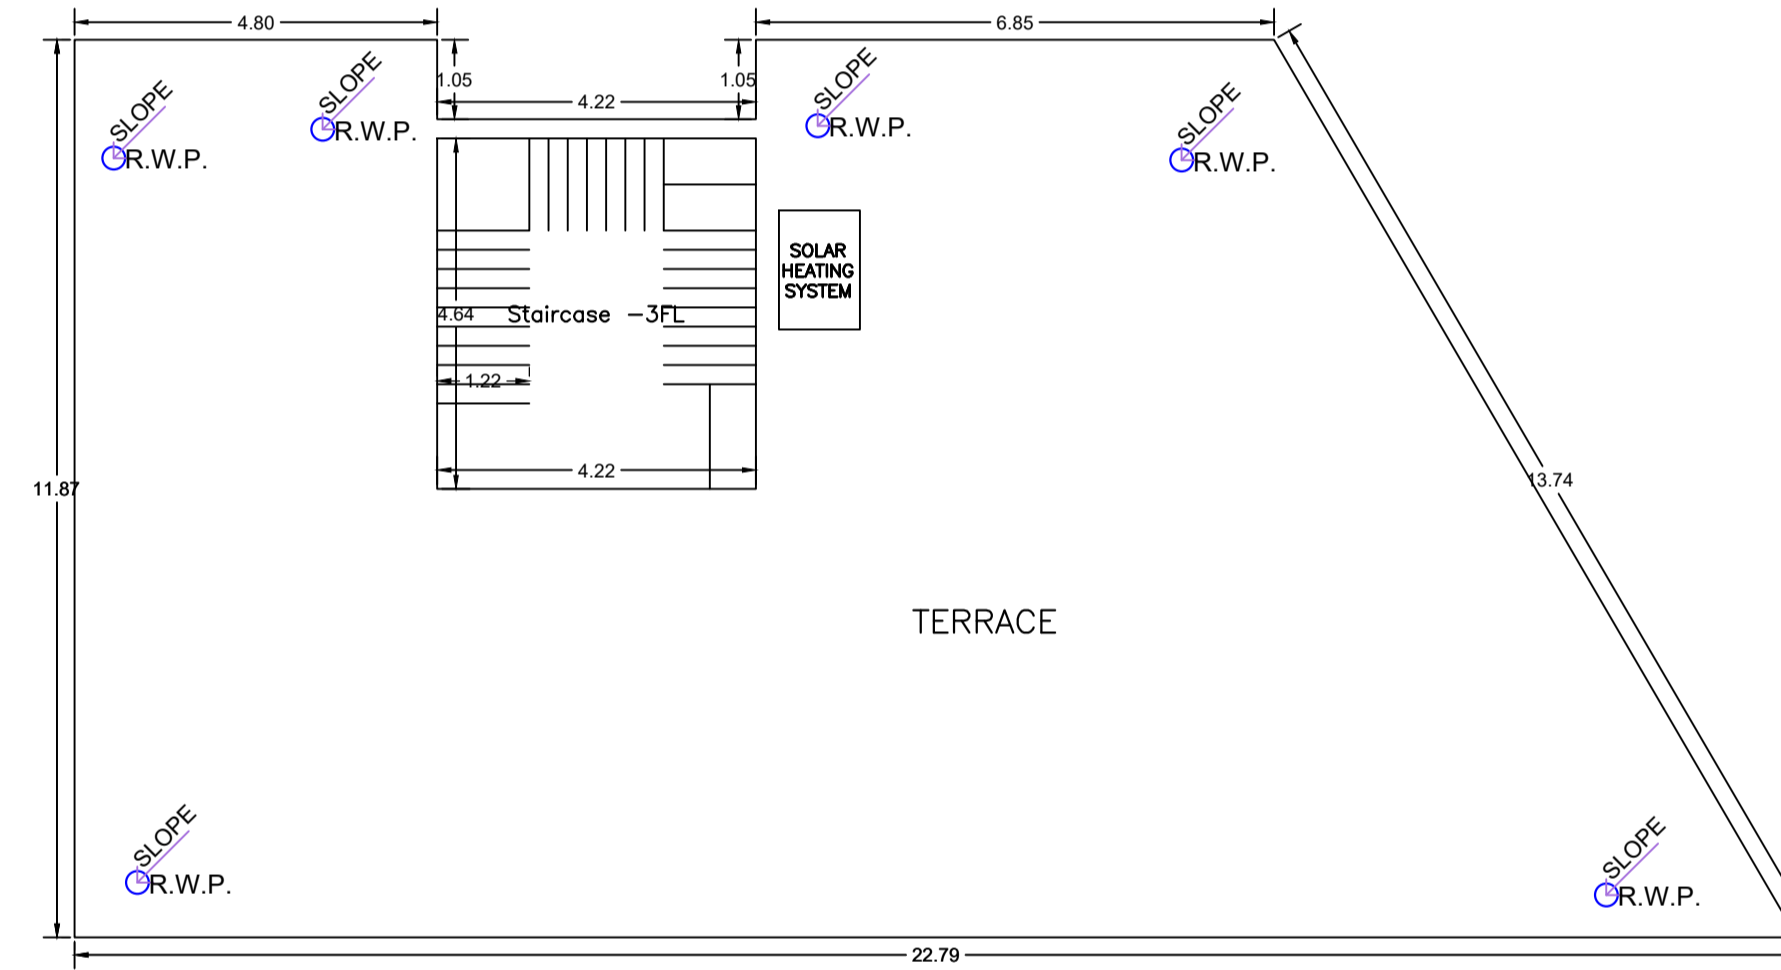 4.80
6.85
1.05
1.05
4.22
SLOPE
R.W.P.
SLOPE
R.W.P.
SLOPE
R.W.P.
SLOPE
R.W.P.
SOLAR
HEATING
SYSTEM
4.64
Staircase -3FL
1.22
4.22
11.87
13.74
TERRACE
SLOPE
R.W.P.
SLOPE
R.W.P.
22.79